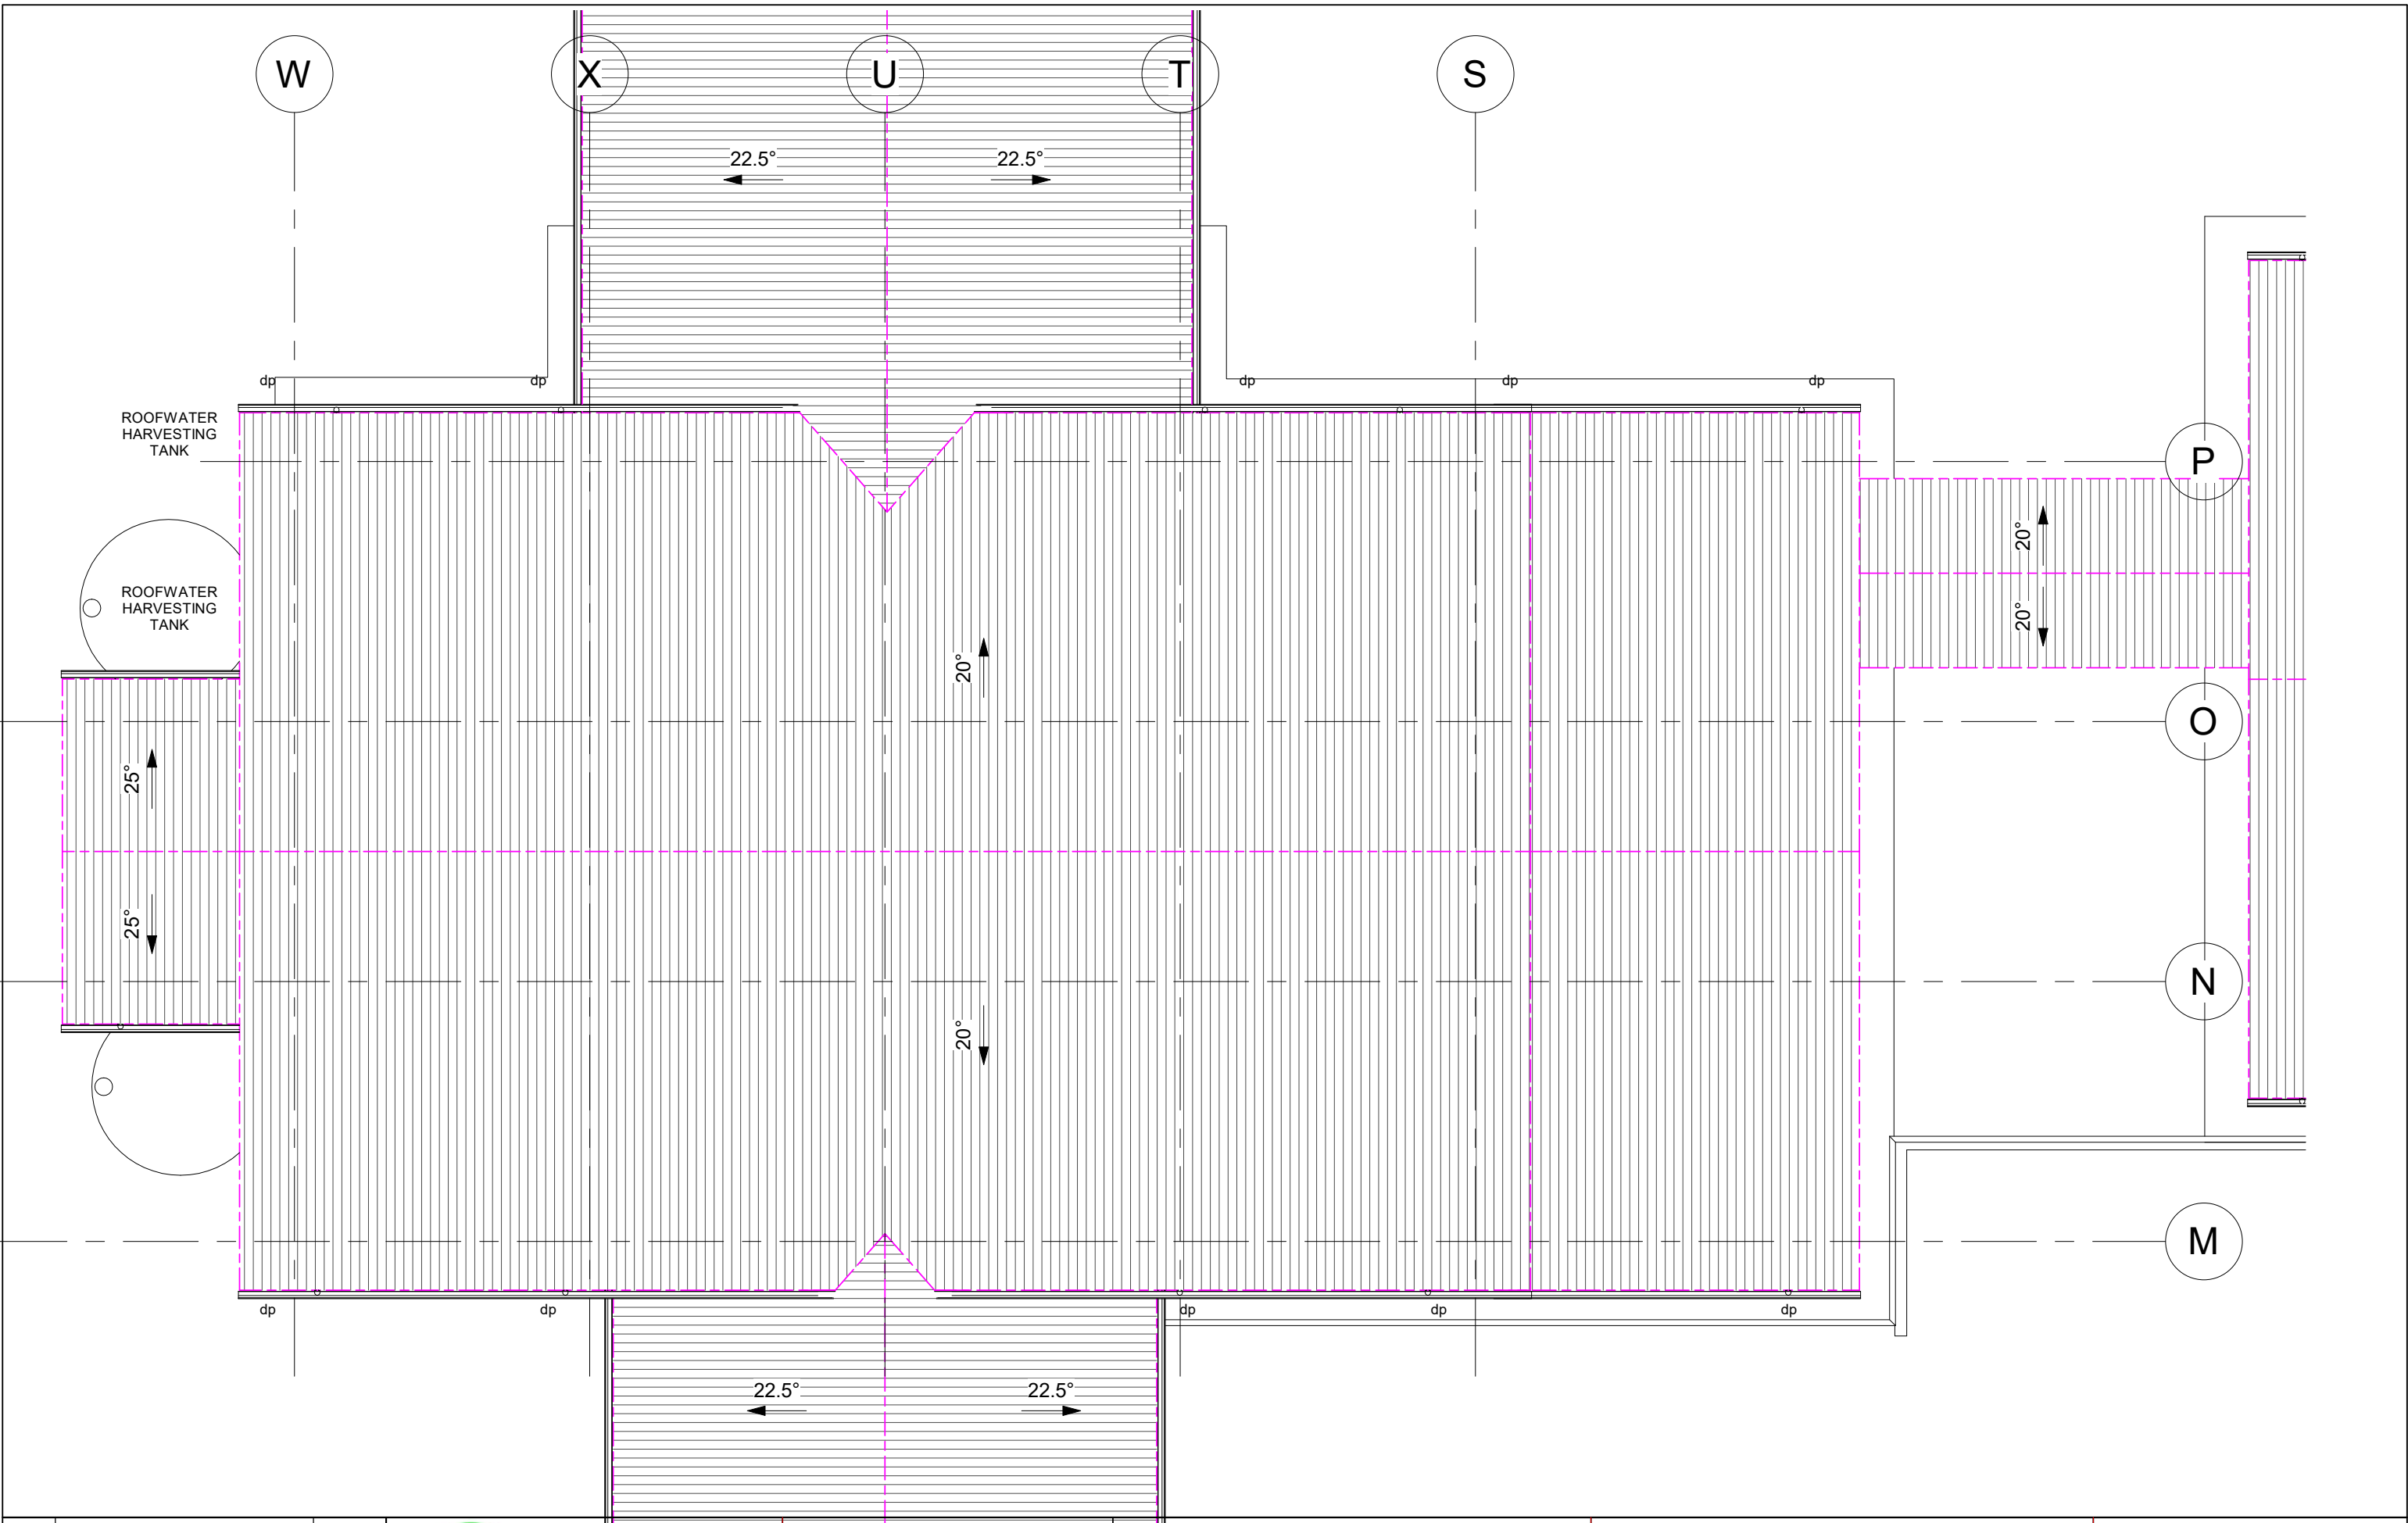 W X U T S
22.5° 22.5°
dp dp dp dp dp
ROOFWATER
HARVESTING
TANK
P
20°
ROOFWATER
HARVESTING
TANK
20°
20°
O
25°
25°
N
20°
M
dp dp dp dp dp
22.5° 22.5°